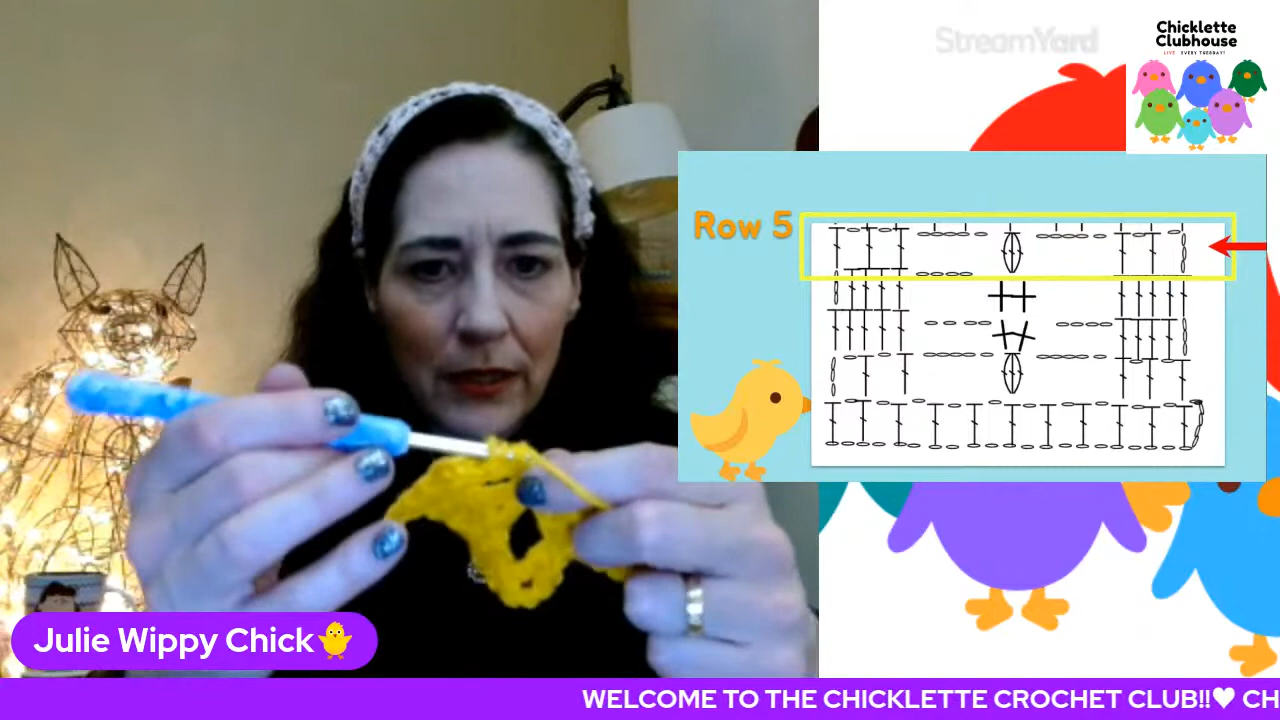 StreamYard
Chicklette
Clubhouse
LIVE EVERY TUESDAY!
Row 5
Julie Wippy Chick
WELCOME TO THE CHICKLETTE CROCHET CLUB!!♥ CH